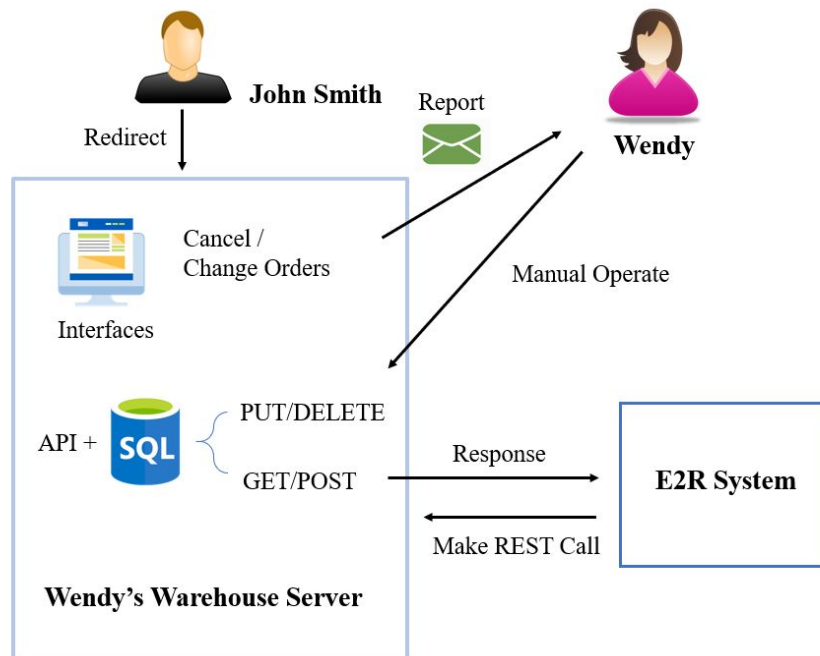 John Smith
Report
Redirect
Wendy
Cancel /
Change Orders
Manual Operate
Interfaces
PUT/DELETE
API +
SQL
GET/POST
Response
E2R System
Make REST Call
Wendy’s Warehouse Server